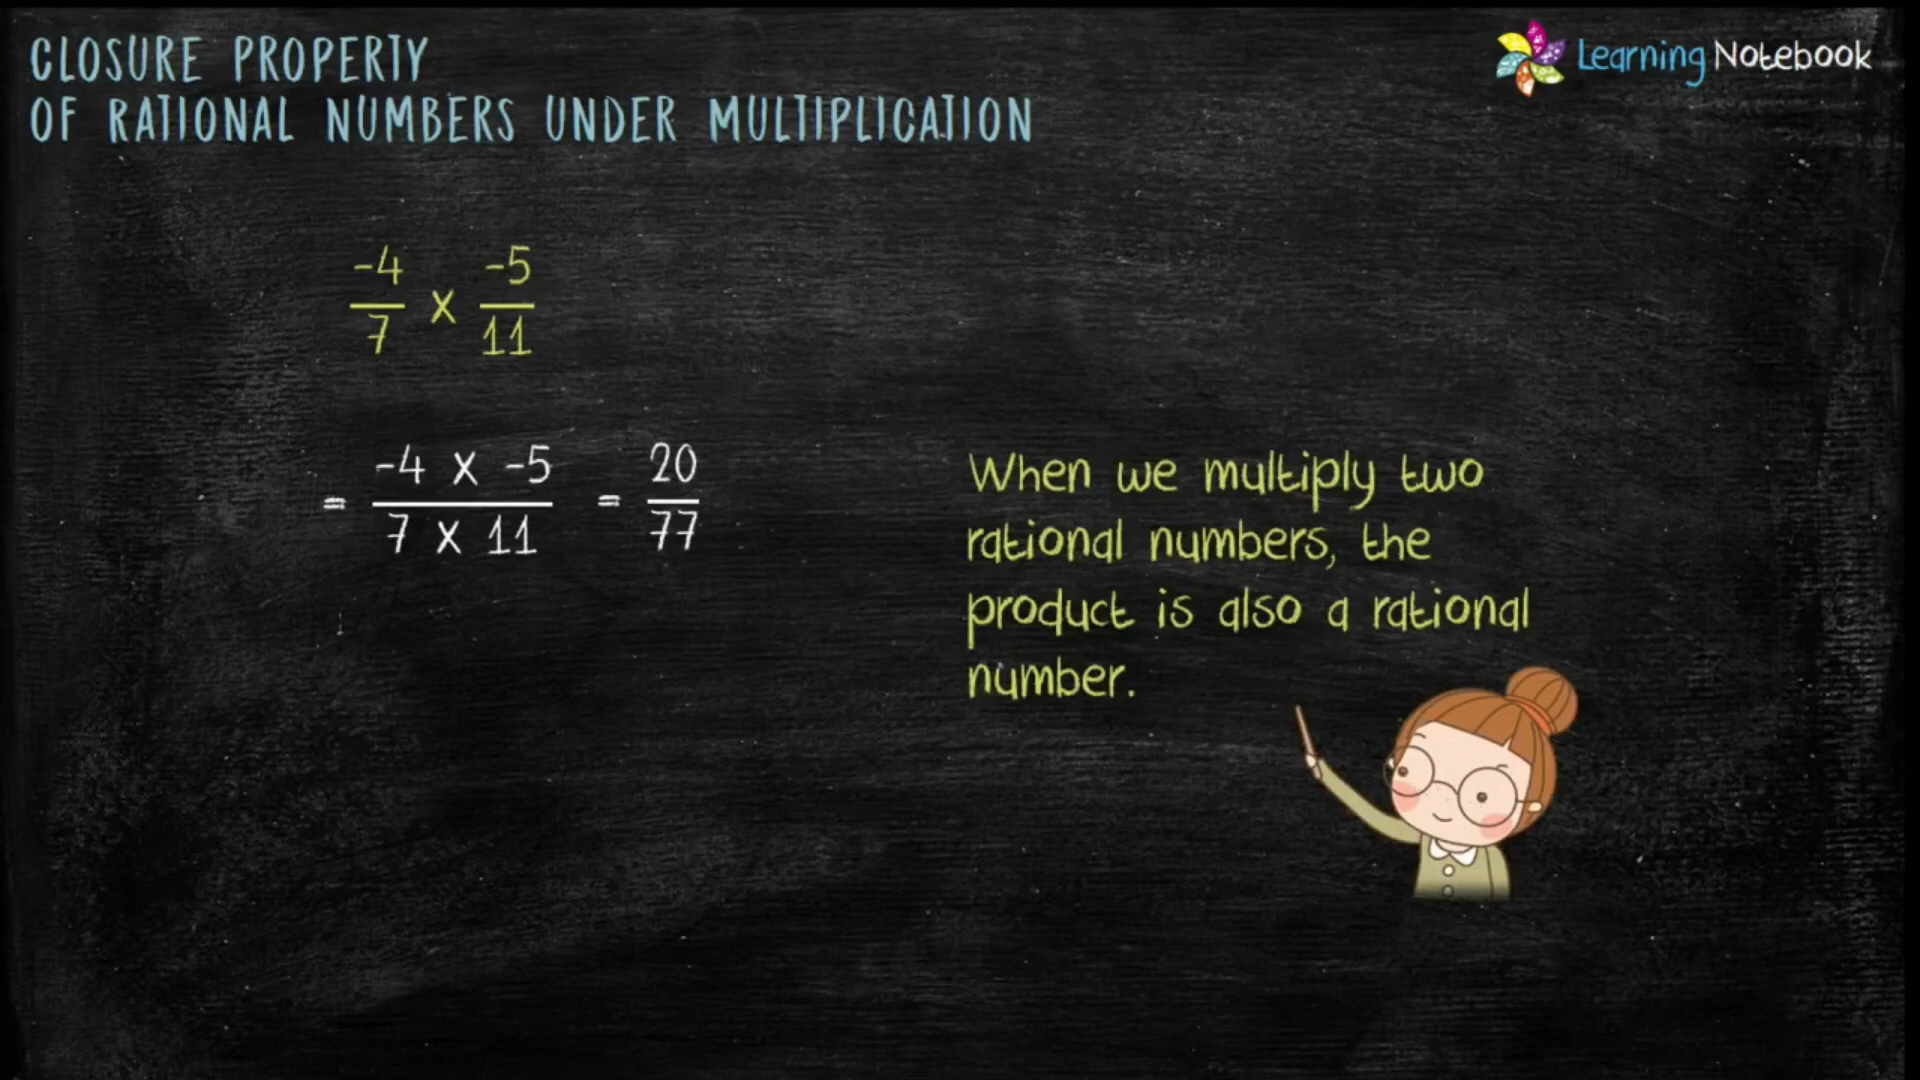 CLOSURE PROPERTY
OF RATIONAL NUMBERS UNDER MULTIPLICATION
Learning Notebook
-4/7 x -5/11
= -4 x -5 / 7 x 11 = 20/77
When we multiply two
rational numbers, the
product is also a rational
number.